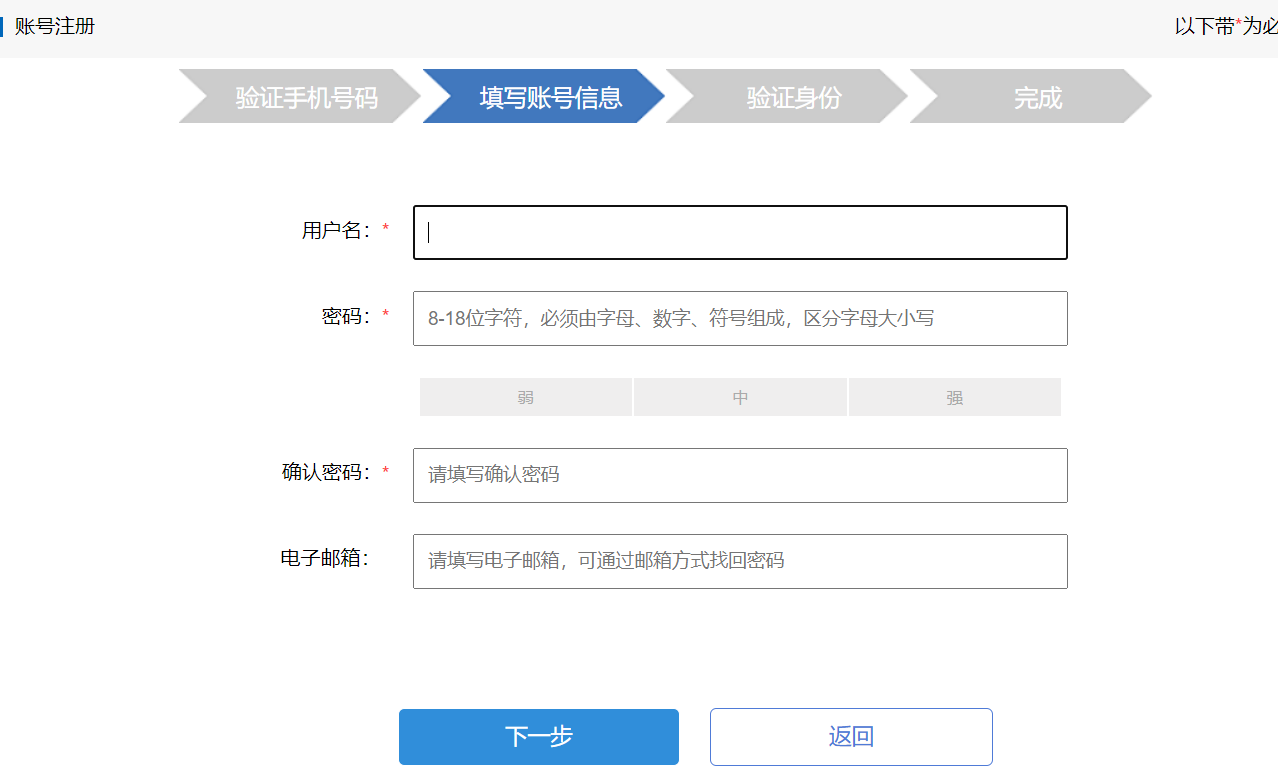 账号注册
以下带*为必
验证手机号码
填写账号信息
验证身份
完成
用户名：*
密码：*
8-18位字符，必须由字母、数字、符号组成，区分字母大小写
弱
中
强
确认密码：*
请填写确认密码
电子邮箱：
请填写电子邮箱，可通过邮箱方式找回密码
下一步
返回